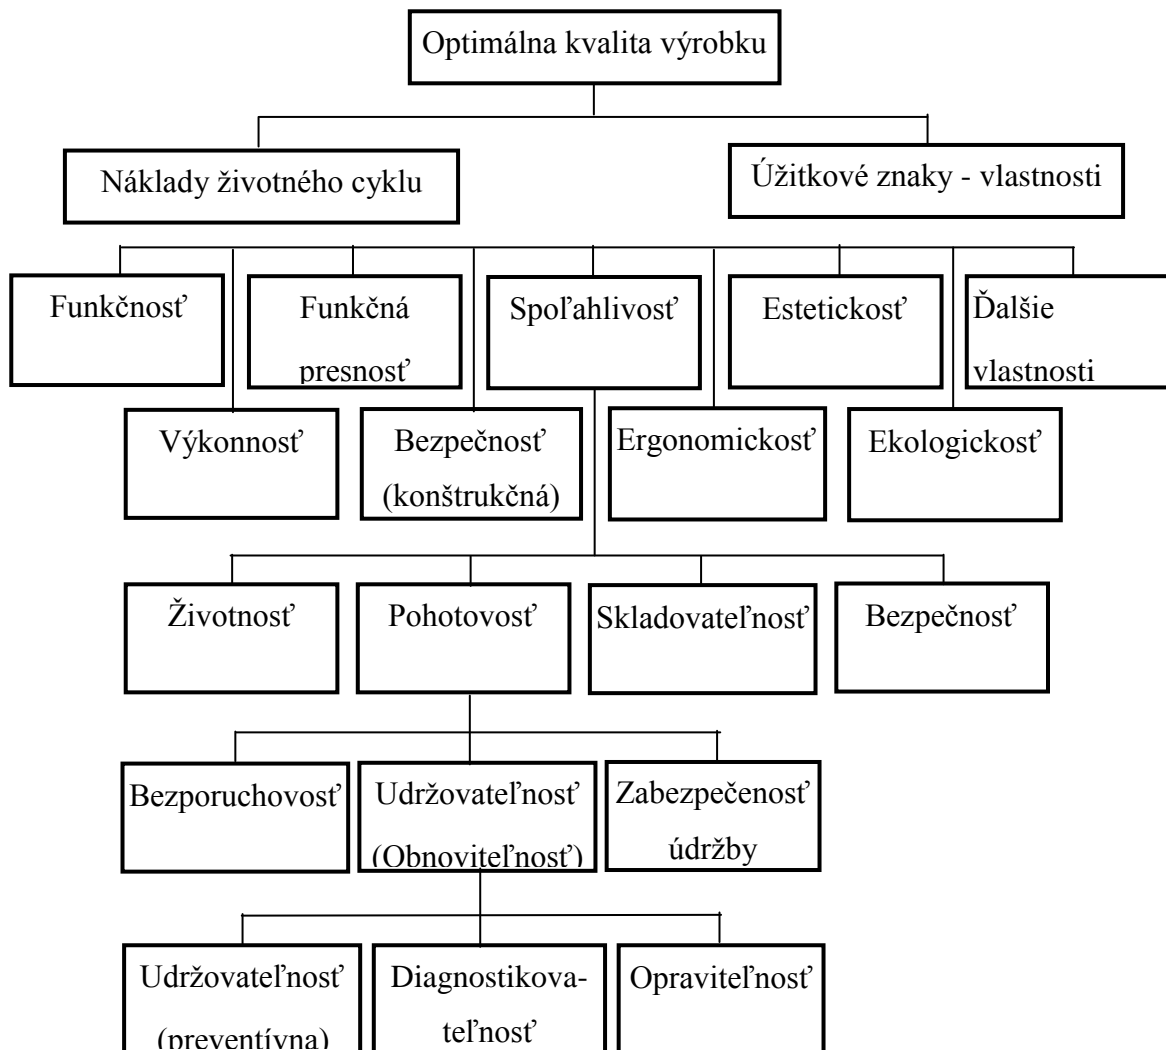 Optimálna kvalita výrobku
Náklady životného cyklu
Úžitkové znaky - vlastnosti
Funkčnosť
Funkčná
presnosť
Spoľahlivosť
Estetickosť
Ďalšie
vlastnosti
Výkonnosť
Bezpečnosť
(konštrukčná)
Ergonomickosť
Ekologickosť
Životnosť
Pohotovosť
Skladovateľnosť
Bezpečnosť
Bezporuchovosť
Udržovateľnosť
(Obnoviteľnosť)
Zabezpečenosť
údržby
Udržovateľnosť
(preventívna)
Diagnostikova-
teľnosť
Opraviteľnosť